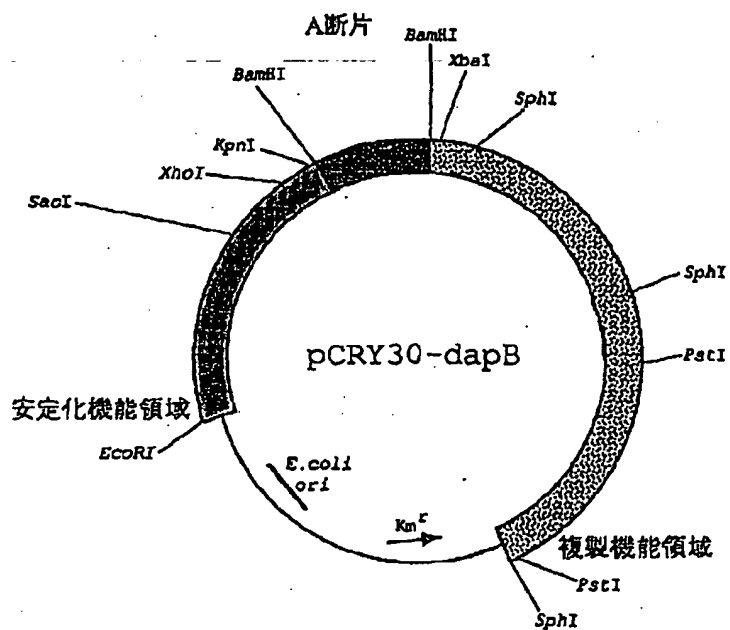 A断片
BamHI
XbaI
BamHI
SphI
KpnI
XhoI
SacI
SphI
pCRY30-dapB
PstI
安定化機能領域
EcoRI
E.coli
ori
Kmʳ
複製機能領域
PstI
SphI